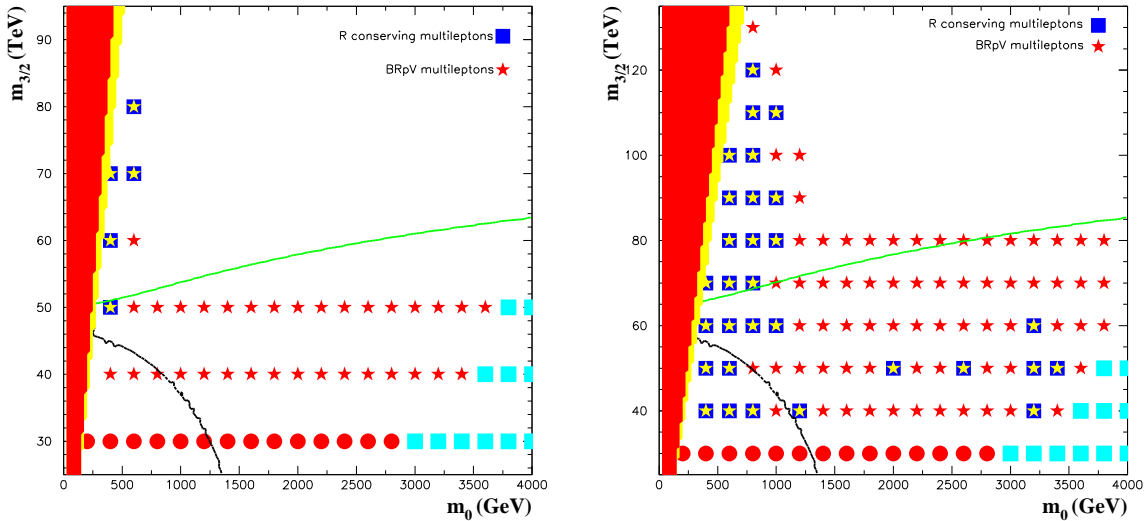 m3/2 (TeV)
R conserving multileptons
BRpV multileptons
90
80
70
60
50
40
30
0 500 1000 1500 2000 2500 3000 3500 4000
m0 (GeV)
m3/2 (TeV)
R conserving multileptons
BRpV multileptons
120
100
80
60
40
0 500 1000 1500 2000 2500 3000 3500 4000
m0 (GeV)